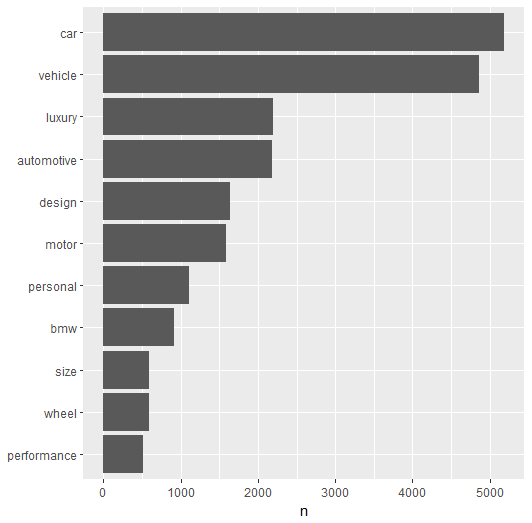 car
vehicle
luxury
automotive
design
motor
personal
bmw
size
wheel
performance
0 1000 2000 3000 4000 5000
n